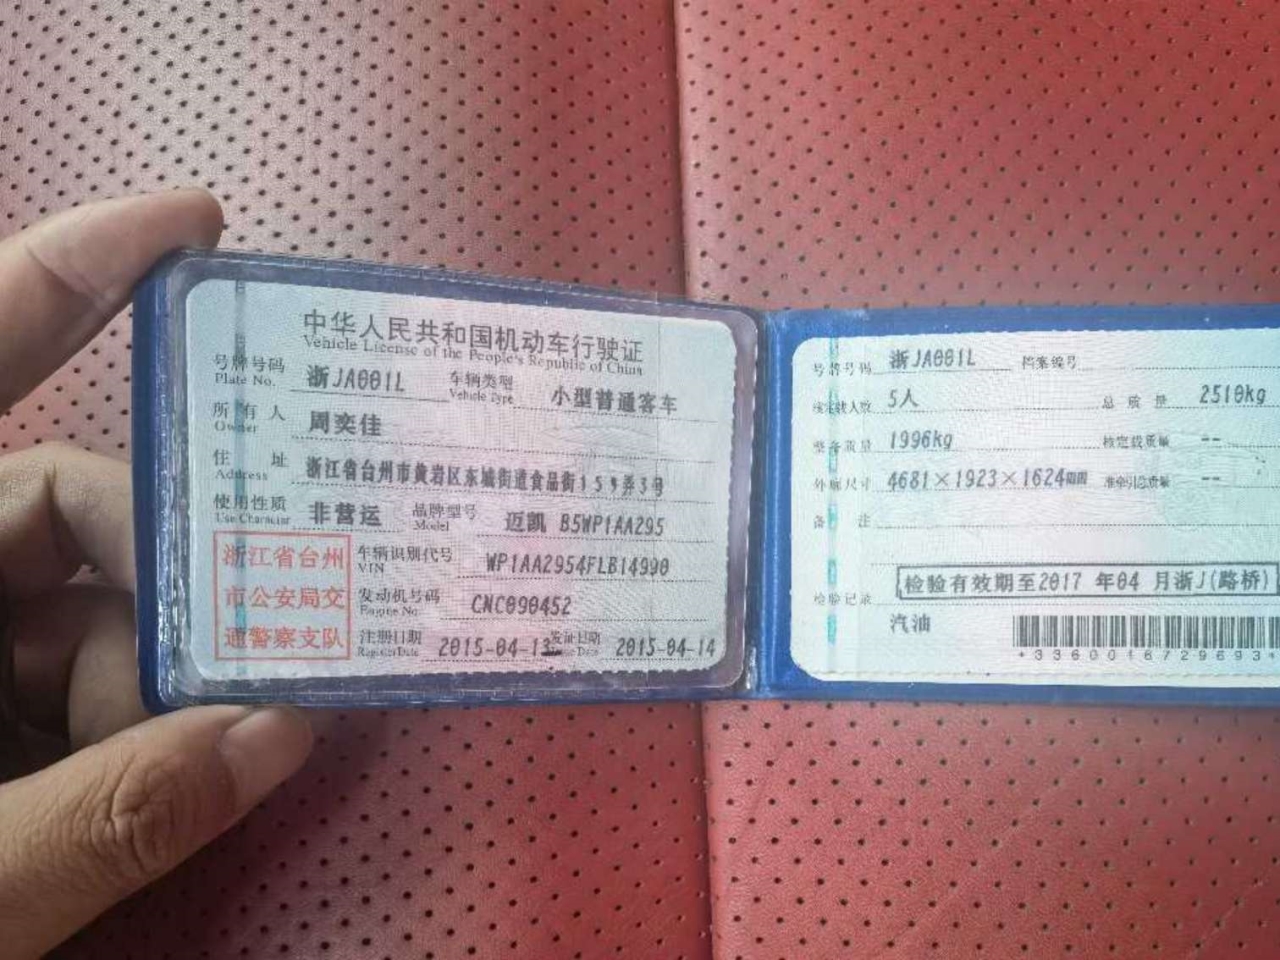 中华人民共和国机动车行驶证
Vehicle License of the People's Republic of China
号牌号码 Plate No. 浙JA001L 车辆类型 Vehicle Type 小型普通客车
所有人 Owner 周奕佳
住址 Address 浙江省台州市黄岩区东城街道食品街159弄3号
使用性质 Use Character 非营运 品牌型号 Model 迈凯 B5WP1AA295
浙江省台州
市公安局交
通警察支队
车辆识别代号 VIN WP1AA2954FLB14990
发动机号码 Engine No. CNC090452
注册日期 Register Date 2015-04-13 发证日期 Issue Date 2015-04-14
号牌号码 浙JA001L 档案编号
核定载人数 5人 总质量 2510kg
整备质量 1996kg 核定载质量 --
外廓尺寸 4681×1923×1624 准牵引总质量 --
备注
检验记录 检验有效期至2017 年04 月浙J(路桥)
汽油
+3360016729693+